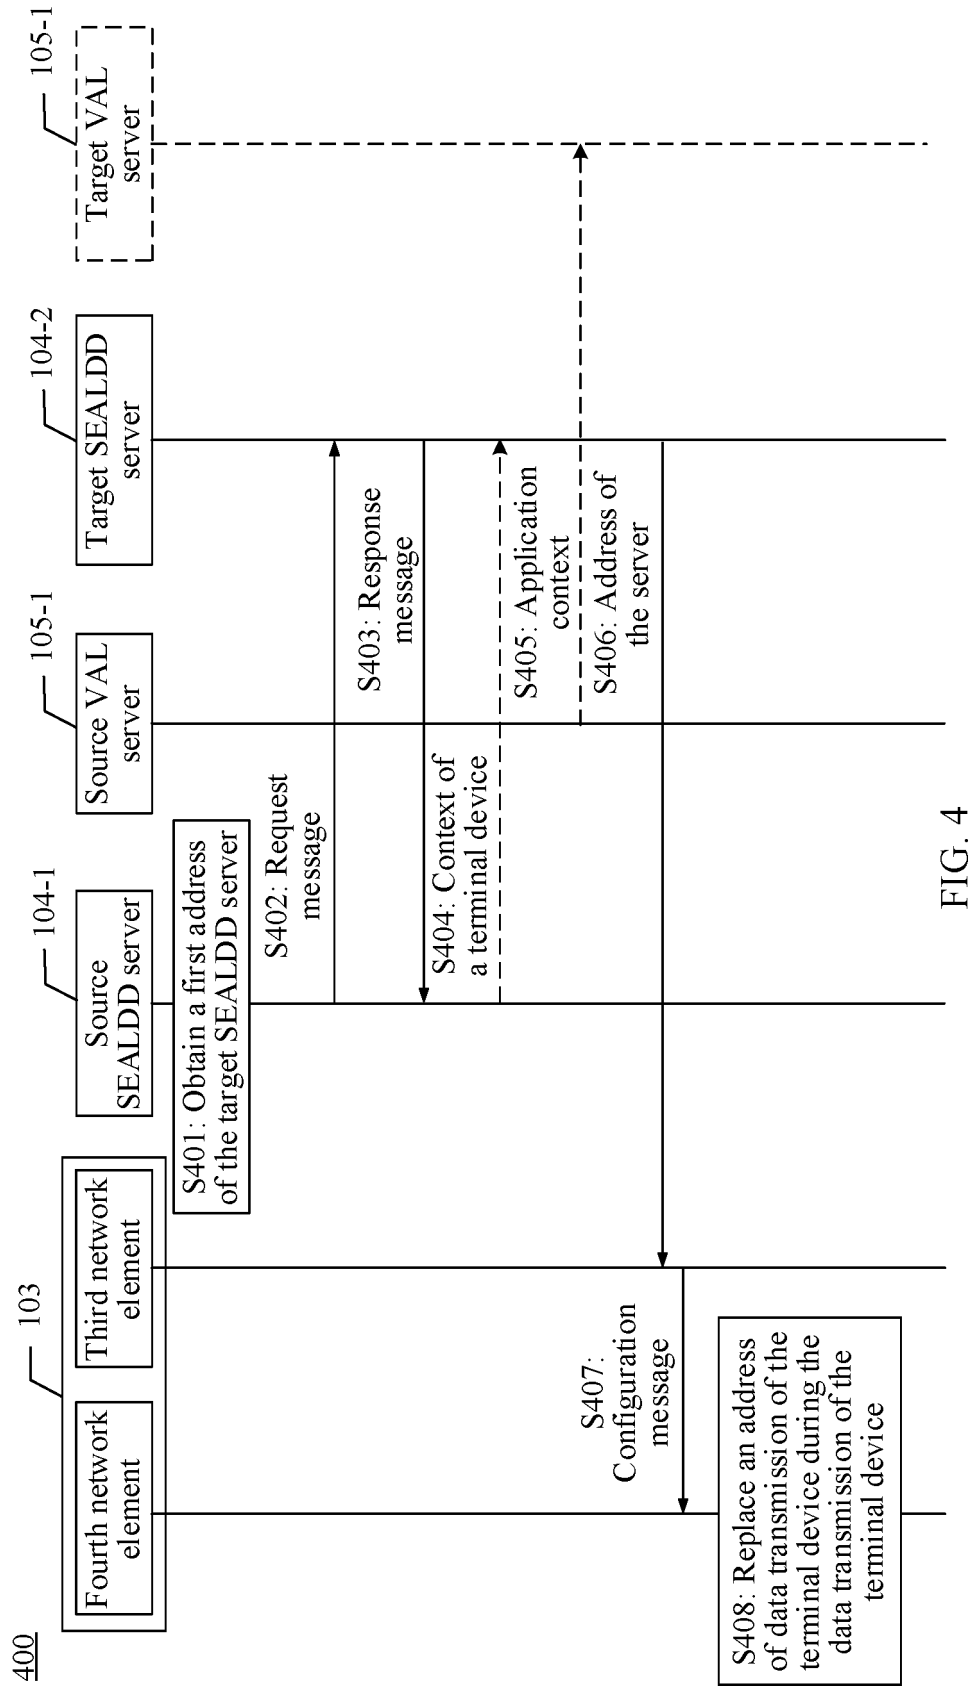 400
103
104-1
105-1
104-2
105-1
Fourth network
element
Third network
element
Source
SEALDD server
Source VAL
server
Target SEALDD
server
Target VAL
server
S401: Obtain a first address
of the target SEALDD server
S402: Request
message
S403: Response
message
S404: Context of
a terminal device
S405: Application
context
S406: Address of
the server
S407:
Configuration
message
S408: Replace an address
of data transmission of the
terminal device during the
data transmission of the
terminal device
FIG. 4